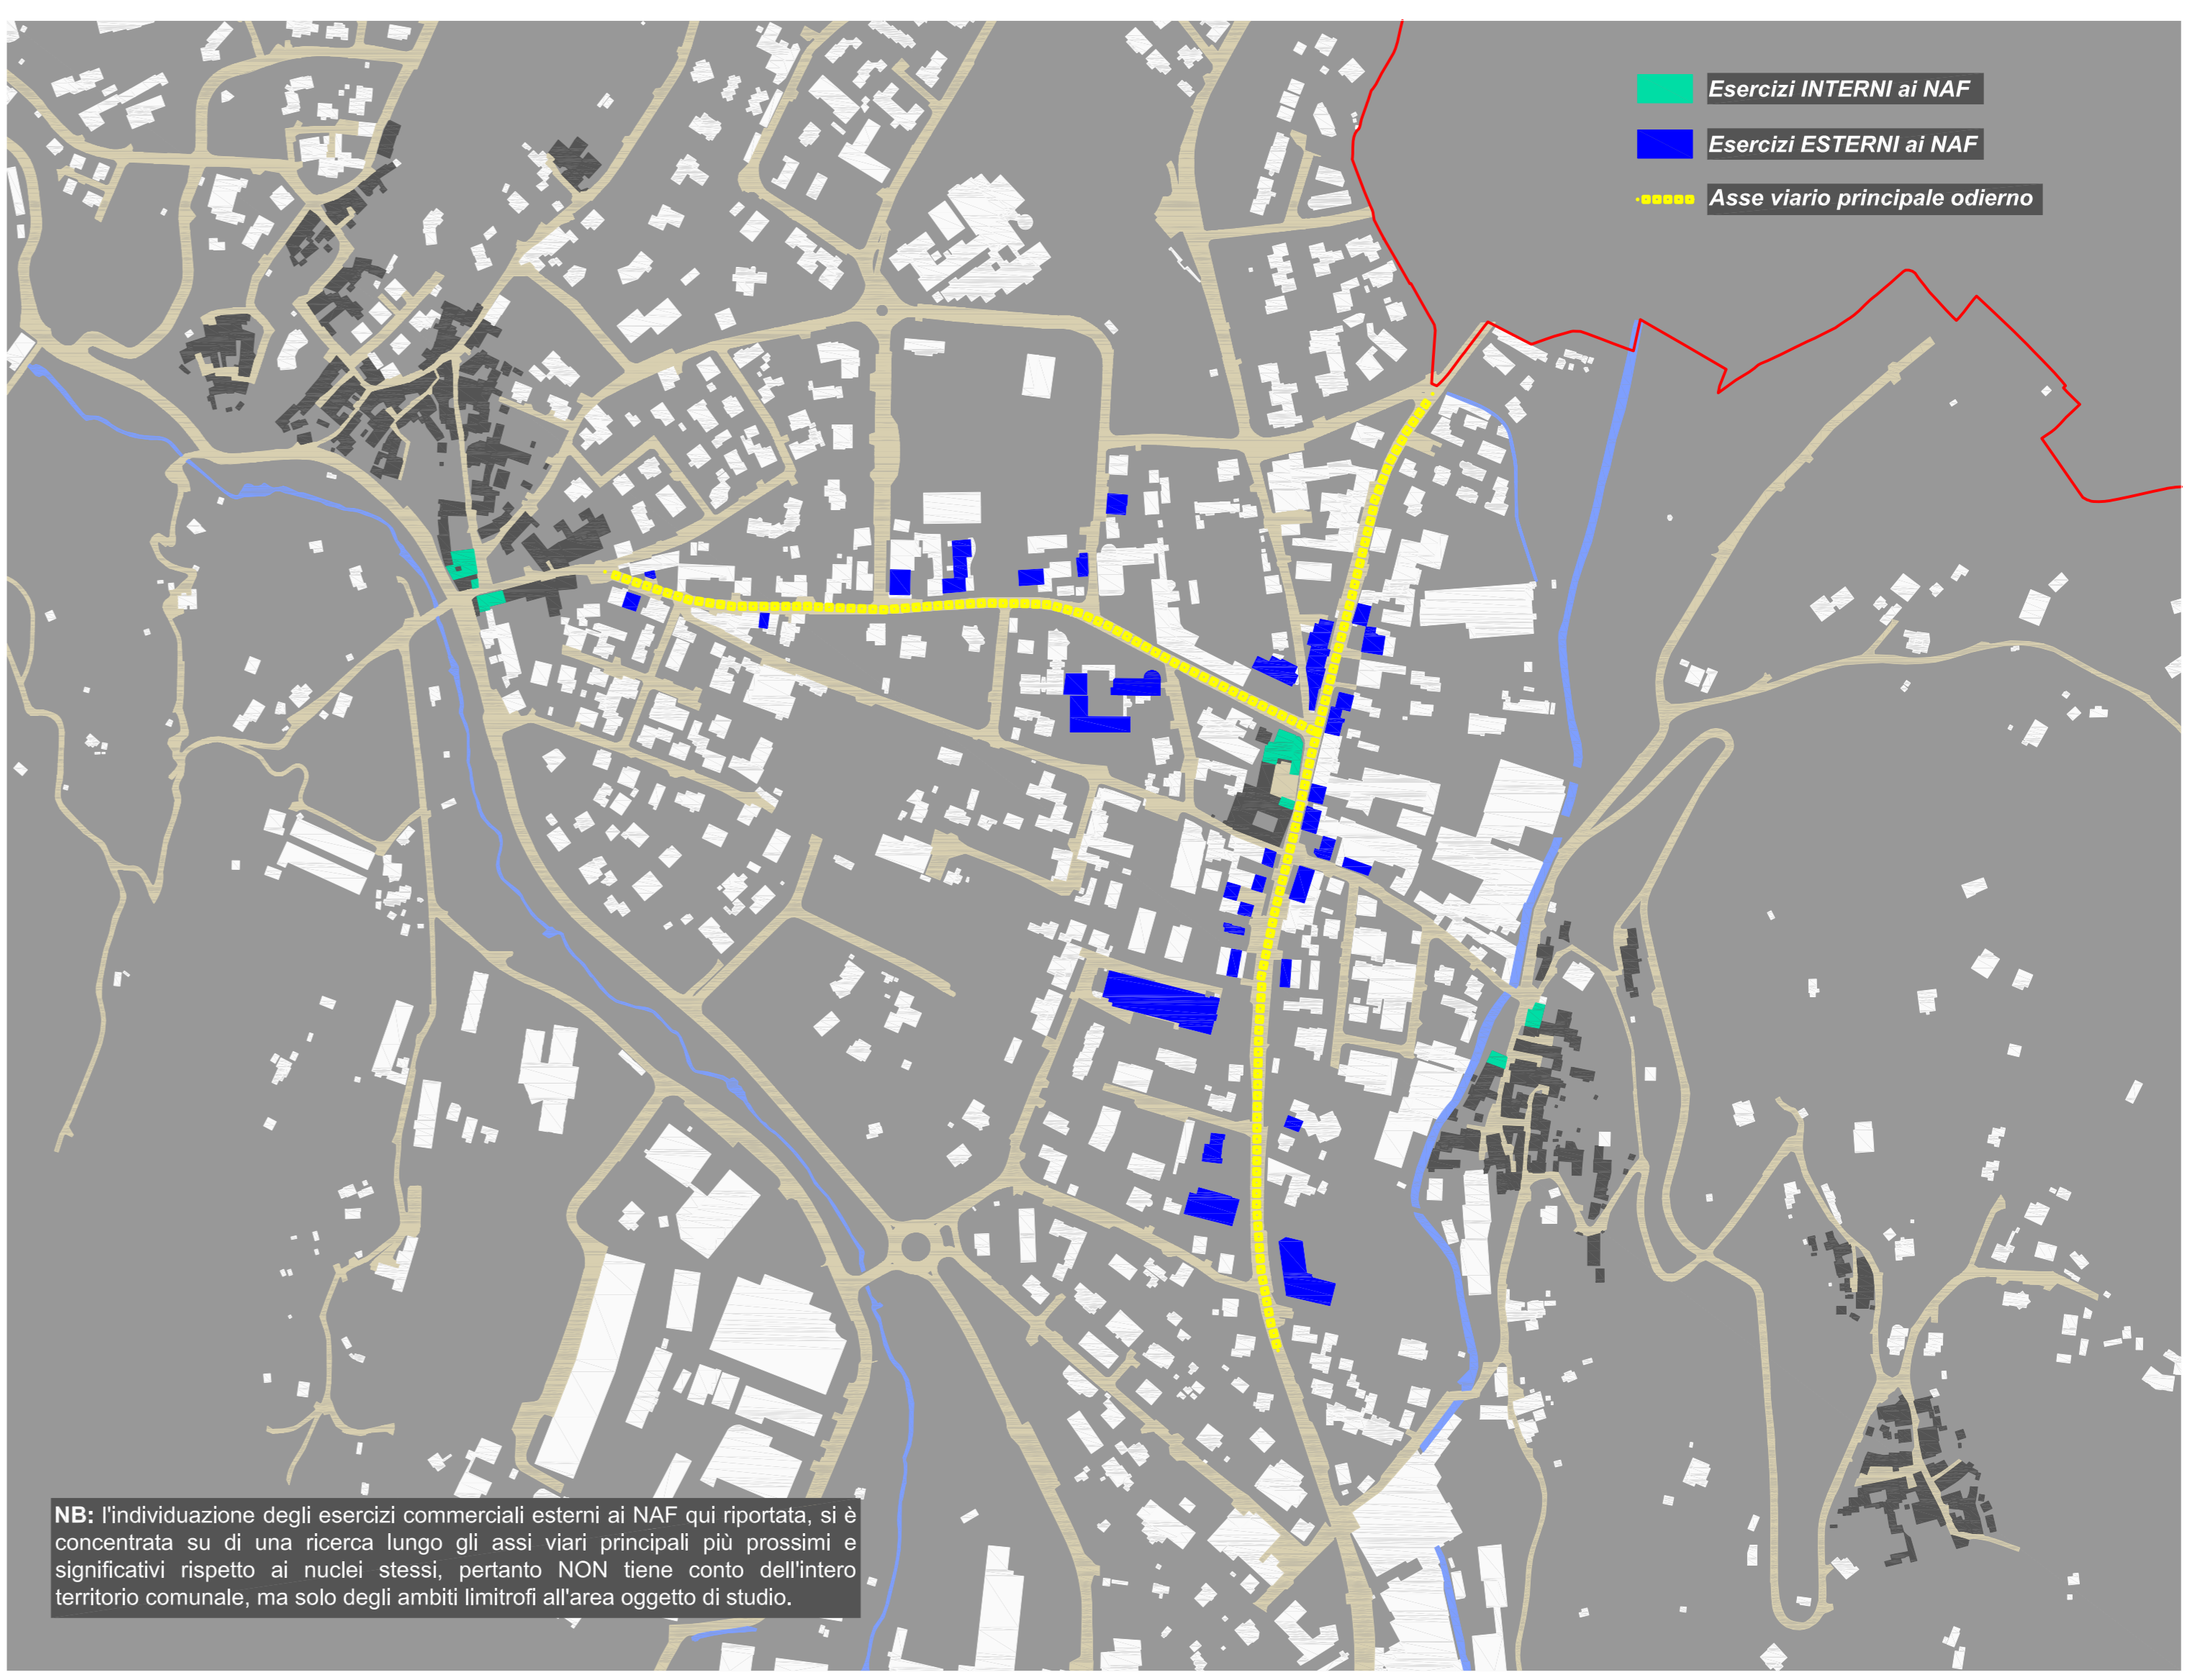 Esercizi INTERNI ai NAF
Esercizi ESTERNI ai NAF
Asse viario principale odierno
NB: l'individuazione degli esercizi commerciali esterni ai NAF qui riportata, si è
concentrata su di una ricerca lungo gli assi viari principali più prossimi e
significativi rispetto ai nuclei stessi, pertanto NON tiene conto dell'intero
territorio comunale, ma solo degli ambiti limitrofi all'area oggetto di studio.